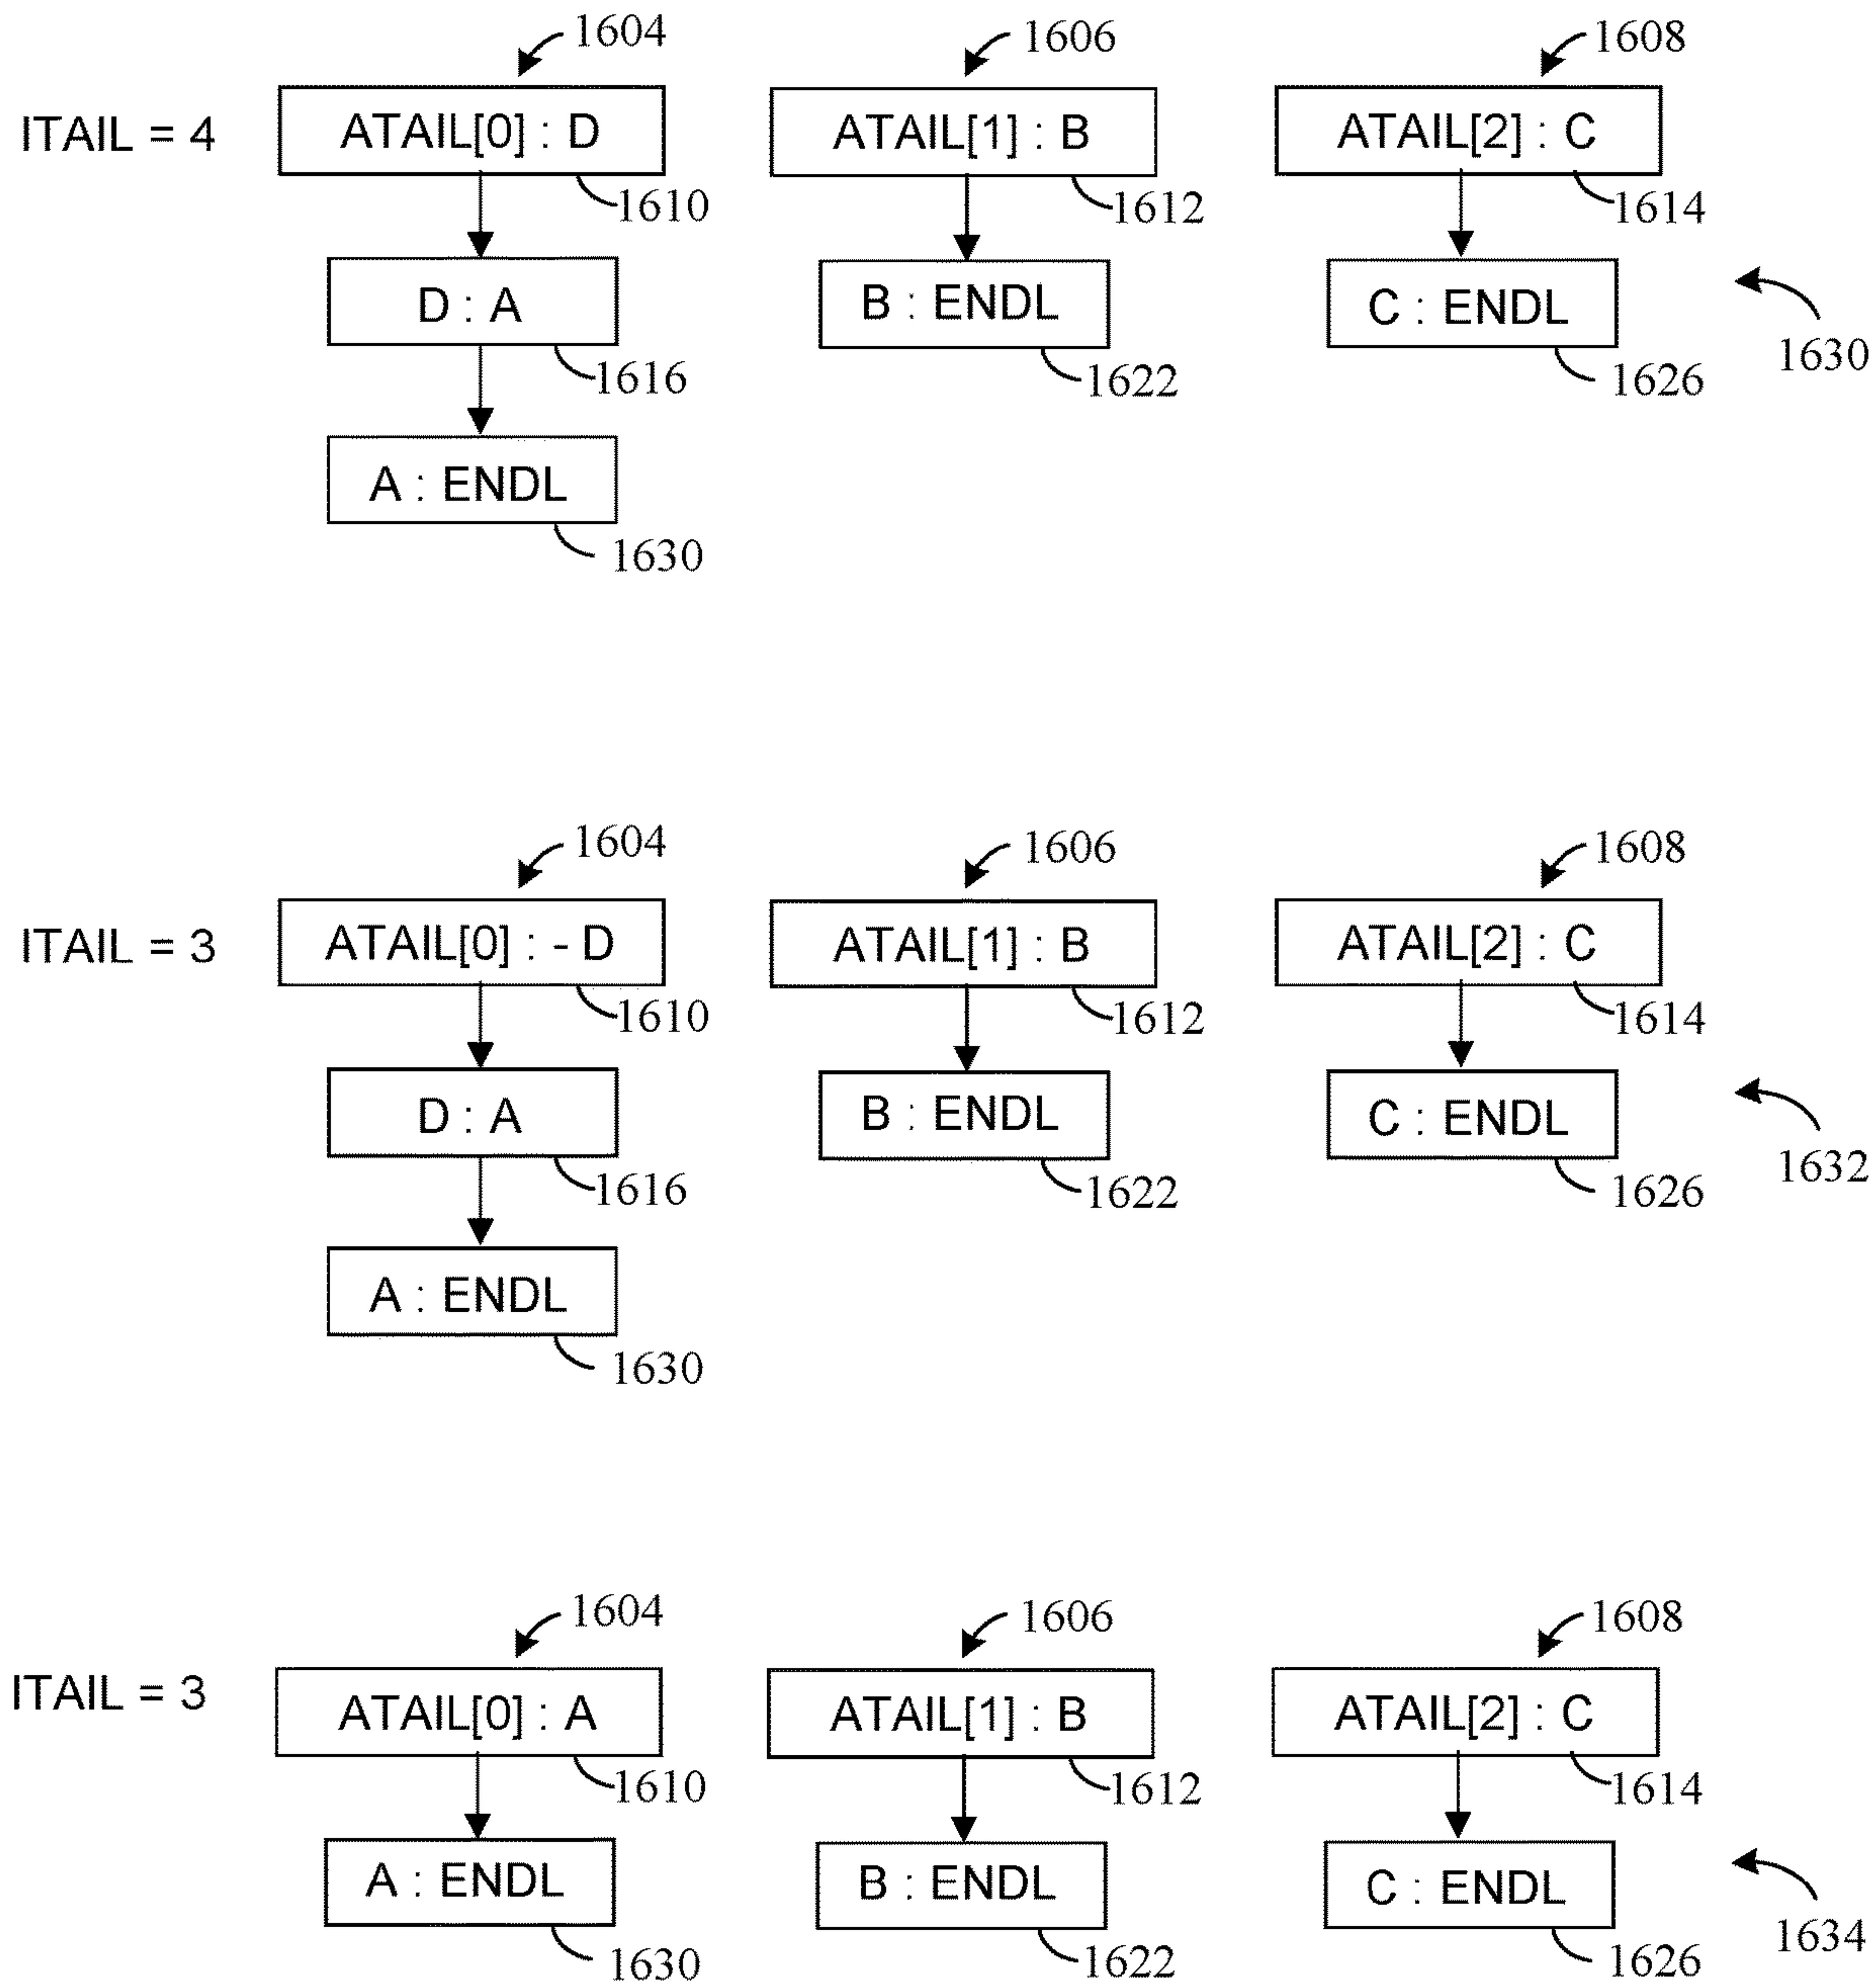 1604 1606 1608
ITAIL = 4 ATAIL[0] : D ATAIL[1] : B ATAIL[2] : C
1610 1612 1614
D : A B : ENDL C : ENDL
1630
1616 1622 1626
A : ENDL
1630
1604 1606 1608
ITAIL = 3 ATAIL[0] : - D ATAIL[1] : B ATAIL[2] : C
1610 1612 1614
D : A B : ENDL C : ENDL
1632
1616 1622 1626
A : ENDL
1630
1604 1606 1608
ITAIL = 3 ATAIL[0] : A ATAIL[1] : B ATAIL[2] : C
1610 1612 1614
A : ENDL B : ENDL C : ENDL
1634
1630 1622 1626